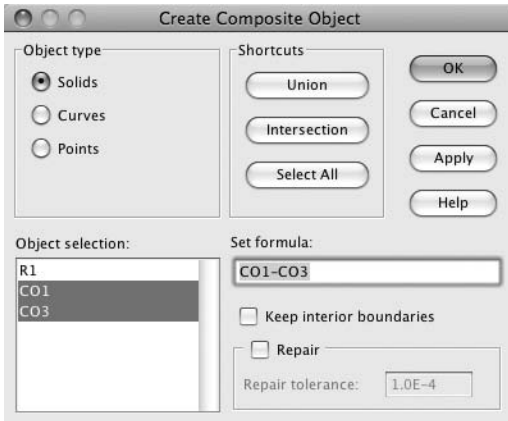 Create Composite Object
Object type
Solids
Curves
Points
Shortcuts
Union
Intersection
Select All
OK
Cancel
Apply
Help
Object selection:
R1
CO1
CO3
Set formula:
CO1-CO3
Keep interior boundaries
Repair
Repair tolerance: 1.0E-4